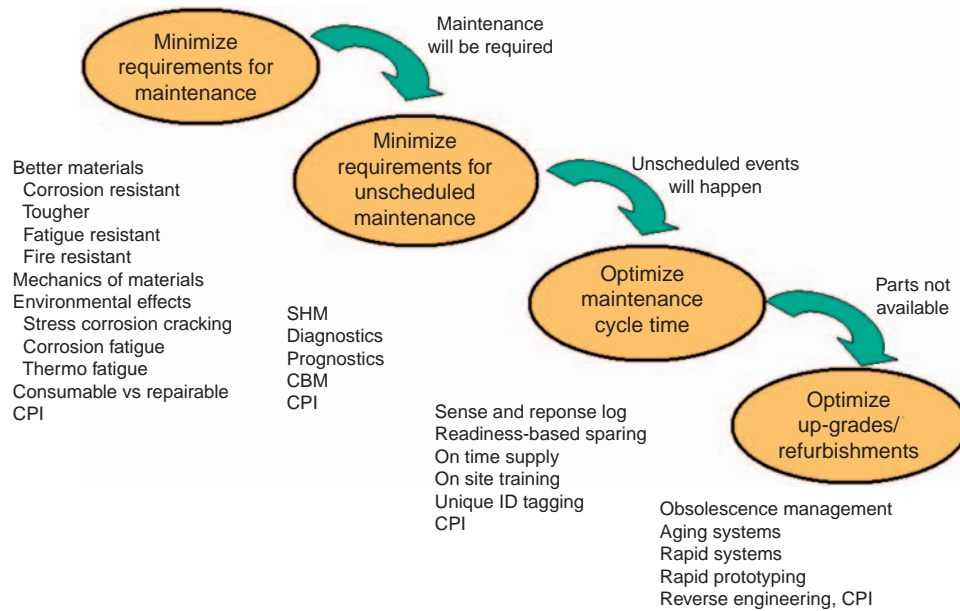 Minimize
requirements for
maintenance
Maintenance
will be required
Minimize
requirements for
unscheduled
maintenance
Unscheduled events
will happen
Optimize
maintenance
cycle time
Parts not
available
Optimize
up-grades/
refurbishments
Better materials
Corrosion resistant
Tougher
Fatigue resistant
Fire resistant
Mechanics of materials
Environmental effects
Stress corrosion cracking
Corrosion fatigue
Thermo fatigue
Consumable vs repairable
CPI
SHM
Diagnostics
Prognostics
CBM
CPI
Sense and reponse log
Readiness-based sparing
On time supply
On site training
Unique ID tagging
CPI
Obsolescence management
Aging systems
Rapid systems
Rapid prototyping
Reverse engineering, CPI